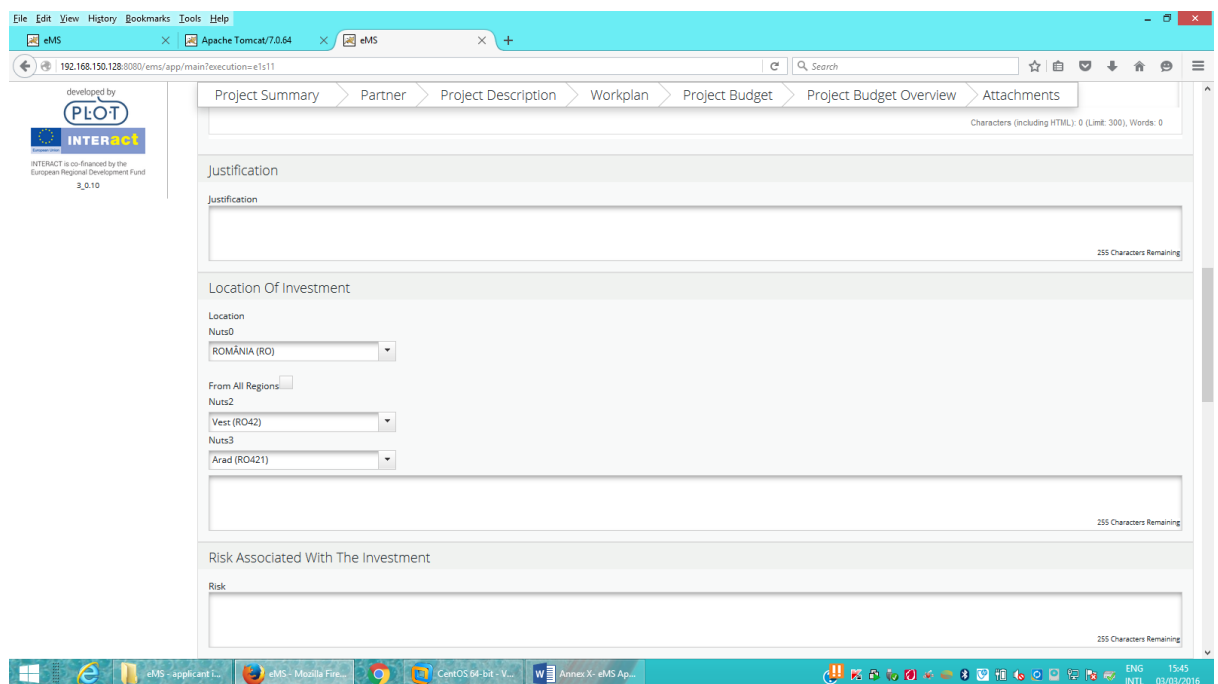 File Edit View History Bookmarks Tools Help
eMS
Apache Tomcat/7.0.64
eMS
192.168.150.128:8080/ems/app/main?execution=e1s11
Search
developed by
PLOT
INTERact
INTERACT is co-financed by the
European Regional Development Fund
3_0.10
Project Summary Partner Project Description Workplan Project Budget Project Budget Overview Attachments
Characters (including HTML): 0 (Limit: 300), Words: 0
Justification
Justification
255 Characters Remaining
Location Of Investment
Location
Nuts0
ROMÂNIA (RO)
From All Regions
Nuts2
Vest (RO42)
Nuts3
Arad (RO421)
255 Characters Remaining
Risk Associated With The Investment
Risk
255 Characters Remaining
eMS - applicant i...
eMS - Mozilla Fire...
CentOS 64-bit - V...
Annex X- eMS Ap...
ENG
INTL
15:45
03/03/2016